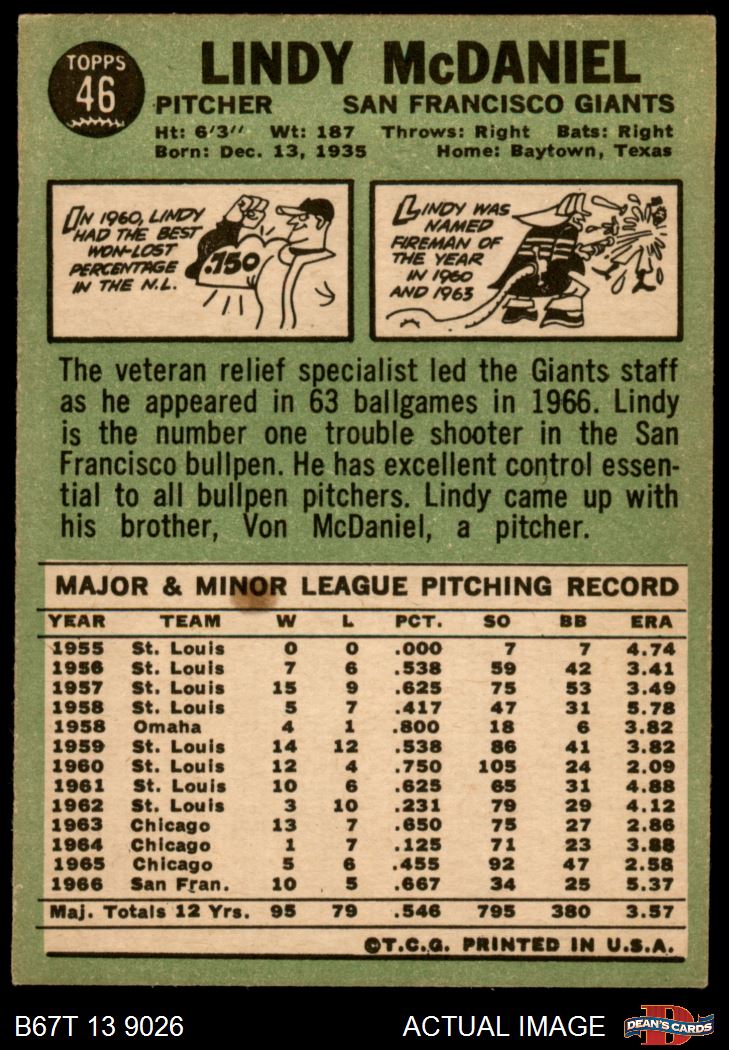 TOPPS
46
LINDY McDANIEL
PITCHER SAN FRANCISCO GIANTS
Ht: 6'3" Wt: 187 Throws: Right Bats: Right
Born: Dec. 13, 1935 Home: Baytown, Texas
IN 1960, LINDY
HAD THE BEST
WON-LOST
PERCENTAGE
IN THE N.L.
.750
LINDY WAS
NAMED
FIREMAN OF
THE YEAR
IN 1960
AND 1963
The veteran relief specialist led the Giants staff
as he appeared in 63 ballgames in 1966. Lindy
is the number one trouble shooter in the San
Francisco bullpen. He has excellent control essen-
tial to all bullpen pitchers. Lindy came up with
his brother, Von McDaniel, a pitcher.
MAJOR & MINOR LEAGUE PITCHING RECORD
YEAR TEAM W L PCT. SO BB ERA
1955 St. Louis 0 0 .000 7 7 4.74
1956 St. Louis 7 6 .538 59 42 3.41
1957 St. Louis 15 9 .625 75 53 3.49
1958 St. Louis 5 7 .417 47 31 5.78
1958 Omaha 4 1 .800 18 6 3.82
1959 St. Louis 14 12 .538 86 41 3.82
1960 St. Louis 12 4 .750 105 24 2.09
1961 St. Louis 10 6 .625 65 31 4.88
1962 St. Louis 3 10 .231 79 29 4.12
1963 Chicago 13 7 .650 75 27 2.86
1964 Chicago 1 7 .125 71 23 3.88
1965 Chicago 5 6 .455 92 47 2.58
1966 San Fran. 10 5 .667 34 25 5.37
Maj. Totals 12 Yrs. 95 79 .546 795 380 3.57
©T.C.G. PRINTED IN U.S.A.
B67T 13 9026 ACTUAL IMAGE
D
DEAN'S CARDS